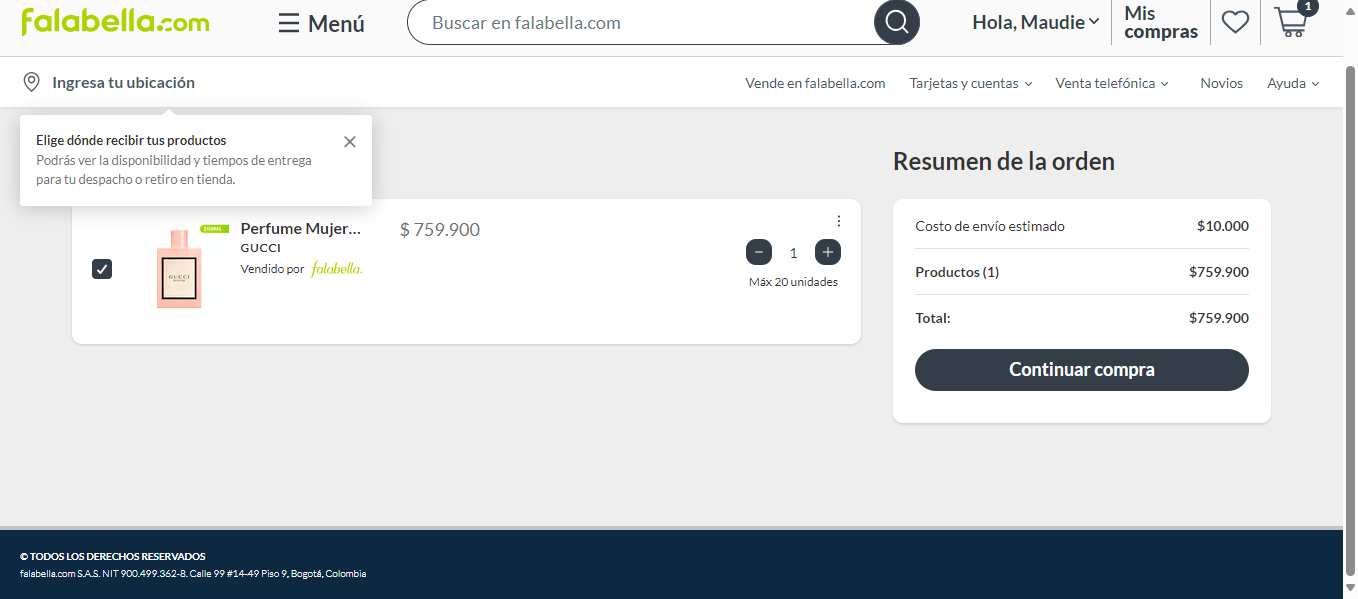 falabella.com
Menú
Buscar en falabella.com
Hola, Maudie
Mis
compras
1
Ingresa tu ubicación
Vende en falabella.com
Tarjetas y cuentas
Venta telefónica
Novios
Ayuda
Elige dónde recibir tus productos
Podrás ver la disponibilidad y tiempos de entrega
para tu despacho o retiro en tienda.
100ML
GUCCI
Perfume Mujer...
GUCCI
Vendido por falabella.
$ 759.900
1
Máx 20 unidades
Resumen de la orden
Costo de envío estimado $10.000
Productos (1) $759.900
Total: $759.900
Continuar compra
© TODOS LOS DERECHOS RESERVADOS
falabella.com S.A.S. NIT 900.499.362-8. Calle 99 #14-49 Piso 9, Bogotá, Colombia